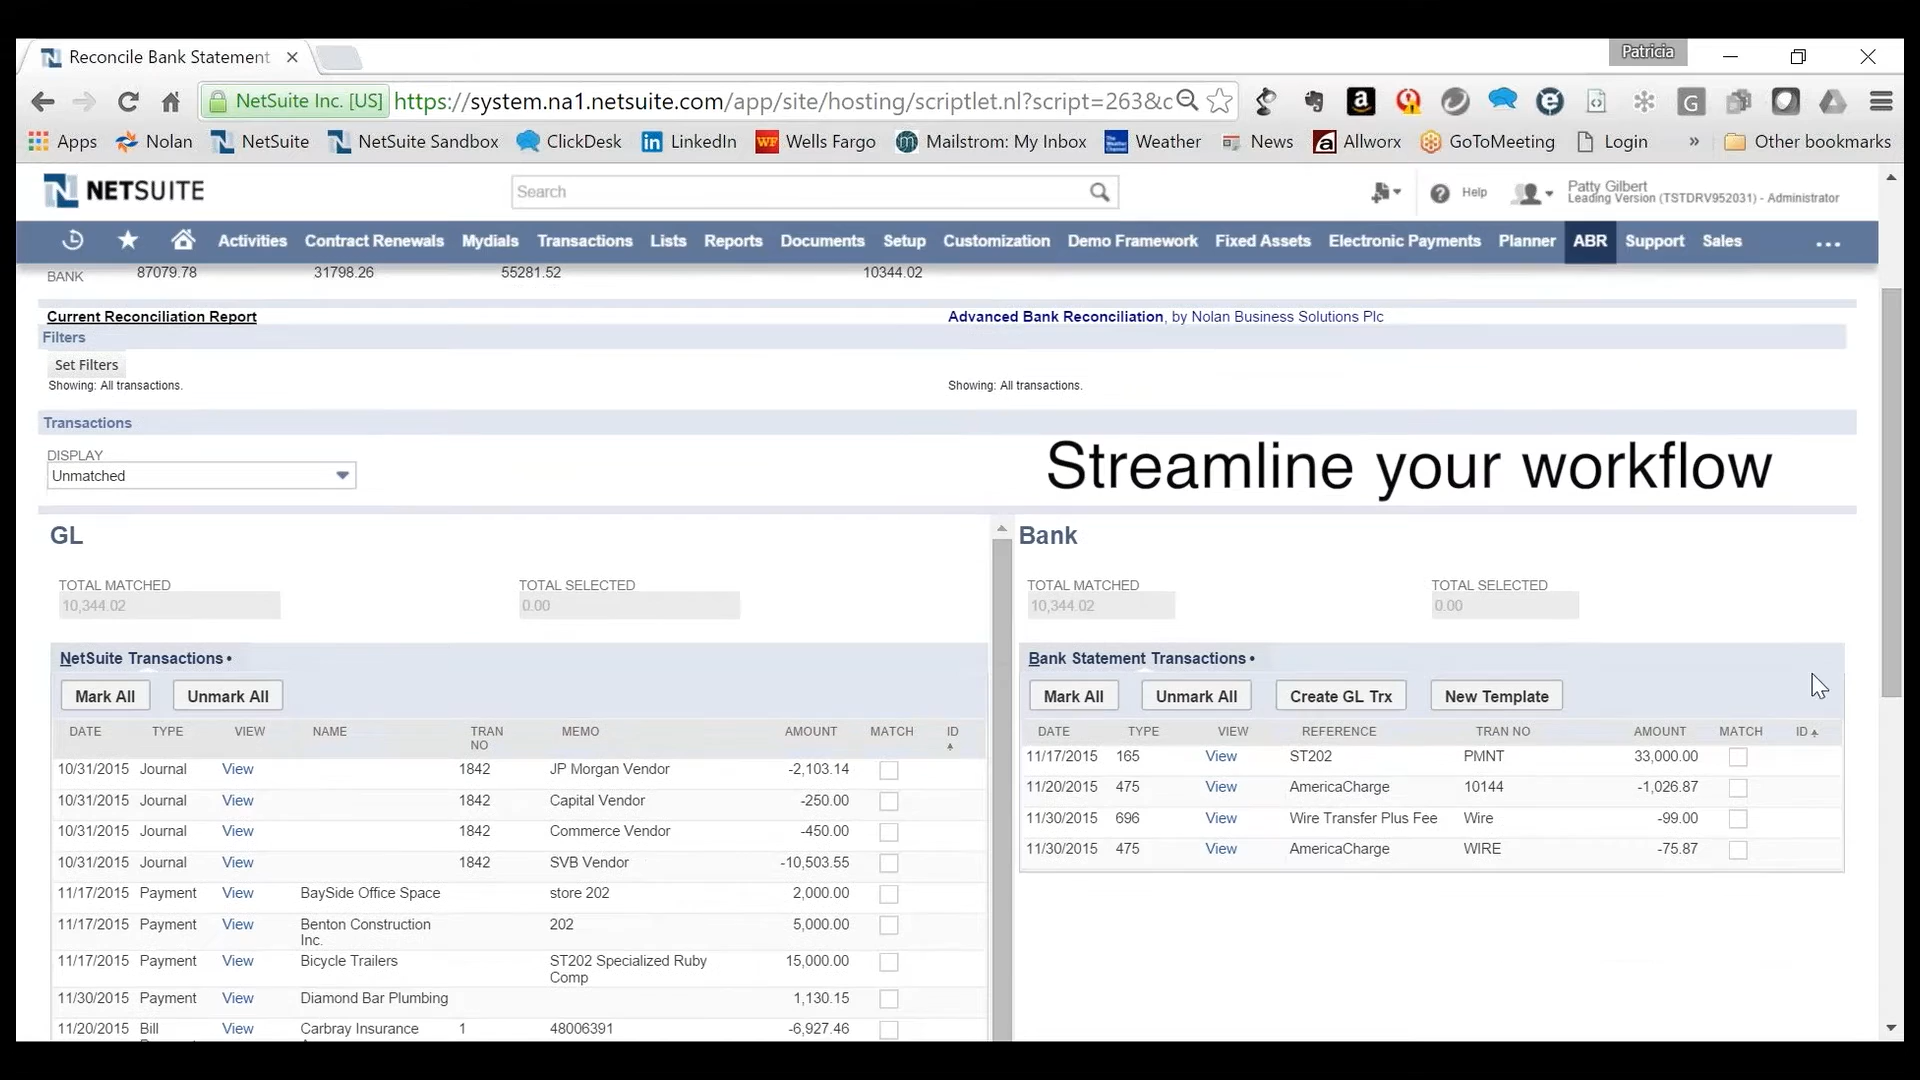 Reconcile Bank Statement
Patricia
NetSuite Inc. [US] https://system.na1.netsuite.com/app/site/hosting/scriptlet.nl?script=263&c
Apps Nolan NetSuite NetSuite Sandbox ClickDesk LinkedIn Wells Fargo Mailstrom: My Inbox Weather News Allworx GoToMeeting Login » Other bookmarks
NETSUITE Search Help Patty Gilbert
Leading Version (TSTDRV952031) - Administrator
Activities Contract Renewals Mydials Transactions Lists Reports Documents Setup Customization Demo Framework Fixed Assets Electronic Payments Planner ABR Support Sales ...
BANK 87079.78 31798.26 55281.52 10344.02
Current Reconciliation Report Advanced Bank Reconciliation, by Nolan Business Solutions Plc
Filters
Set Filters
Showing: All transactions. Showing: All transactions.
Transactions
DISPLAY
Unmatched
Streamline your workflow
GL
TOTAL MATCHED TOTAL SELECTED
10,344.02 0.00
NetSuite Transactions •
Mark All Unmark All
DATE TYPE VIEW NAME TRAN NO MEMO AMOUNT MATCH ID
10/31/2015 Journal View 1842 JP Morgan Vendor -2,103.14
10/31/2015 Journal View 1842 Capital Vendor -250.00
10/31/2015 Journal View 1842 Commerce Vendor -450.00
10/31/2015 Journal View 1842 SVB Vendor -10,503.55
11/17/2015 Payment View BaySide Office Space store 202 2,000.00
11/17/2015 Payment View Benton Construction Inc. 202 5,000.00
11/17/2015 Payment View Bicycle Trailers ST202 Specialized Ruby Comp 15,000.00
11/30/2015 Payment View Diamond Bar Plumbing 1,130.15
11/20/2015 Bill View Carbray Insurance 1 48006391 -6,927.46
Bank
TOTAL MATCHED TOTAL SELECTED
10,344.02 0.00
Bank Statement Transactions •
Mark All Unmark All Create GL Trx New Template
DATE TYPE VIEW REFERENCE TRAN NO AMOUNT MATCH ID
11/17/2015 165 View ST202 PMNT 33,000.00
11/20/2015 475 View AmericaCharge 10144 -1,026.87
11/30/2015 696 View Wire Transfer Plus Fee Wire -99.00
11/30/2015 475 View AmericaCharge WIRE -75.87